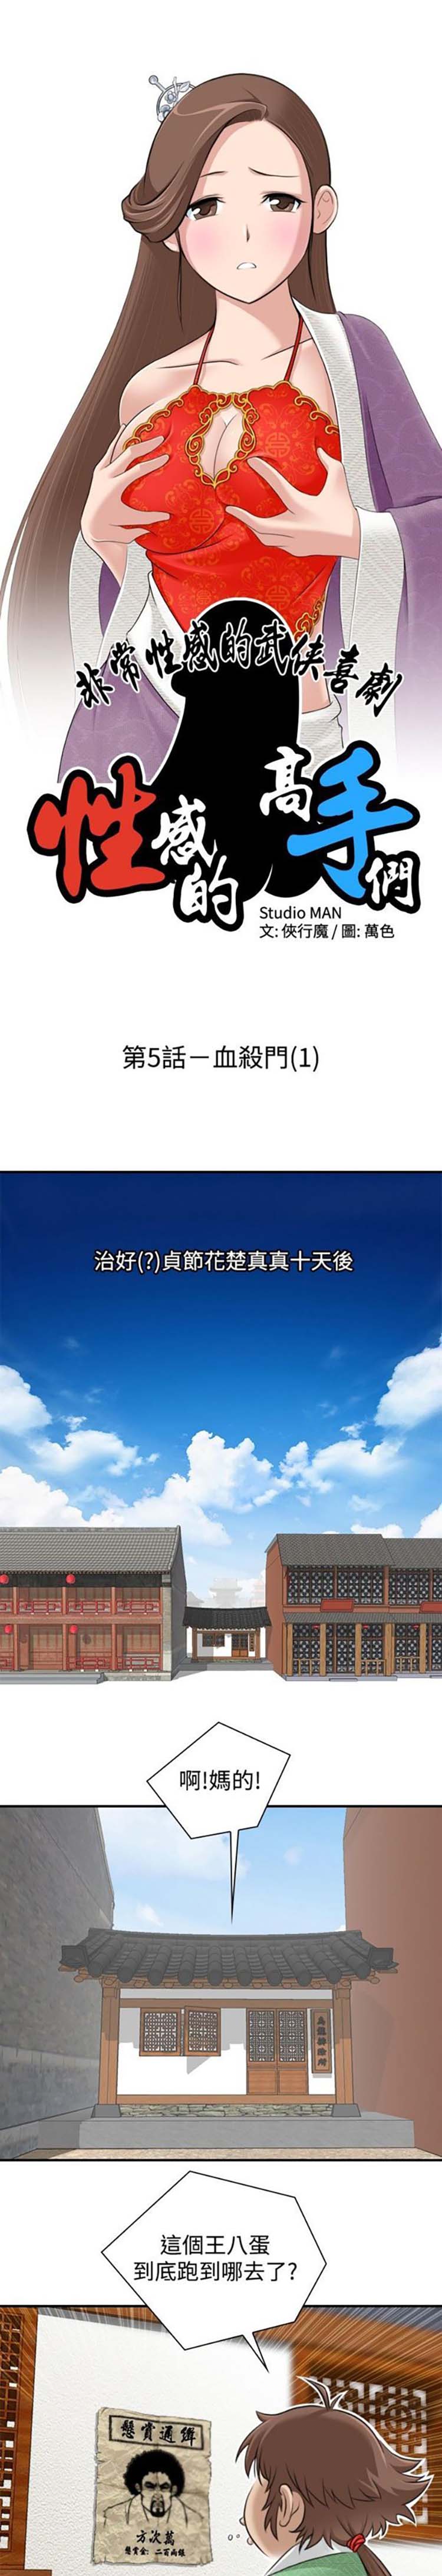 非常性感的武俠喜劇
性感的
高手們
Studio MAN
文: 俠行魔 / 圖: 萬色
第5話－血殺門(1)
治好(?)貞節花楚真真十天後
啊!媽的!
這個王八蛋
到底跑到哪去了?
懸賞通緝
方次萬
懸賞金: 二百兩銀